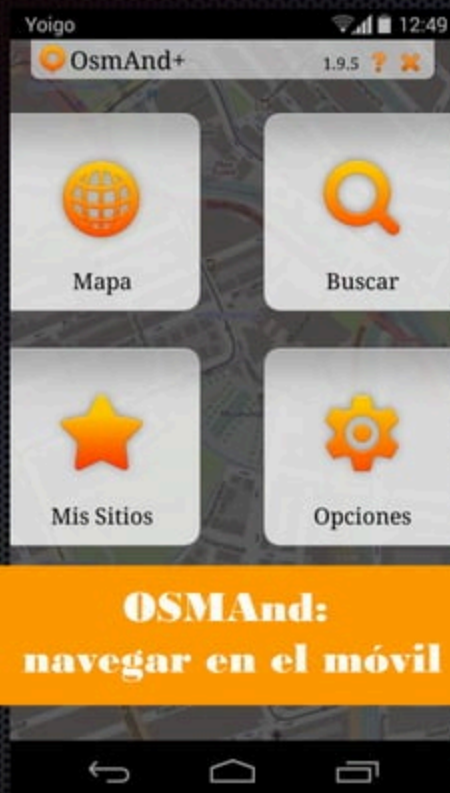 Yoigo 12:49
OsmAnd+ 1.9.5 ?
Mapa Buscar
Mis Sitios Opciones
OSMAnd:
navegar en el móvil